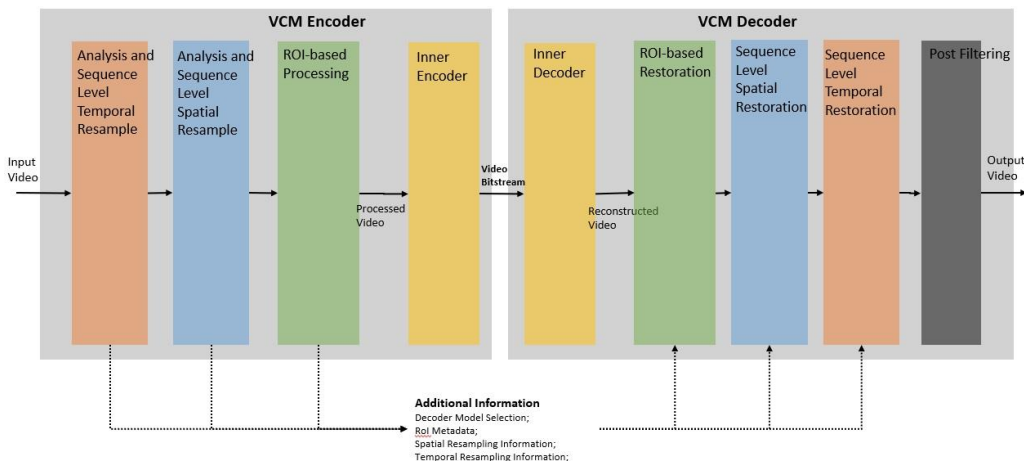 VCM Encoder
VCM Decoder
Analysis and
Sequence
Level
Temporal
Resample
Analysis and
Sequence
Level
Spatial
Resample
ROI-based
Processing
Inner
Encoder
Inner
Decoder
ROI-based
Restoration
Sequence
Level
Spatial
Restoration
Sequence
Level
Temporal
Restoration
Post Filtering
Input
Video
Processed
Video
Video
Bitstream
Reconstructed
Video
Output
Video
Additional Information
Decoder Model Selection;
RoI Metadata;
Spatial Resampling Information;
Temporal Resampling Information;